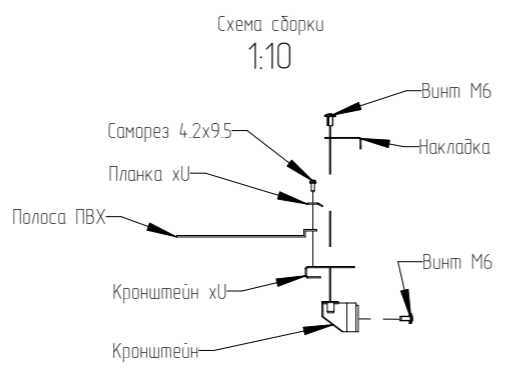 Схема сборки
1:10
Винт М6
Саморез 4.2х9.5
Накладка
Планка xU
Полоса ПВХ
Винт М6
Кронштейн xU
Кронштейн